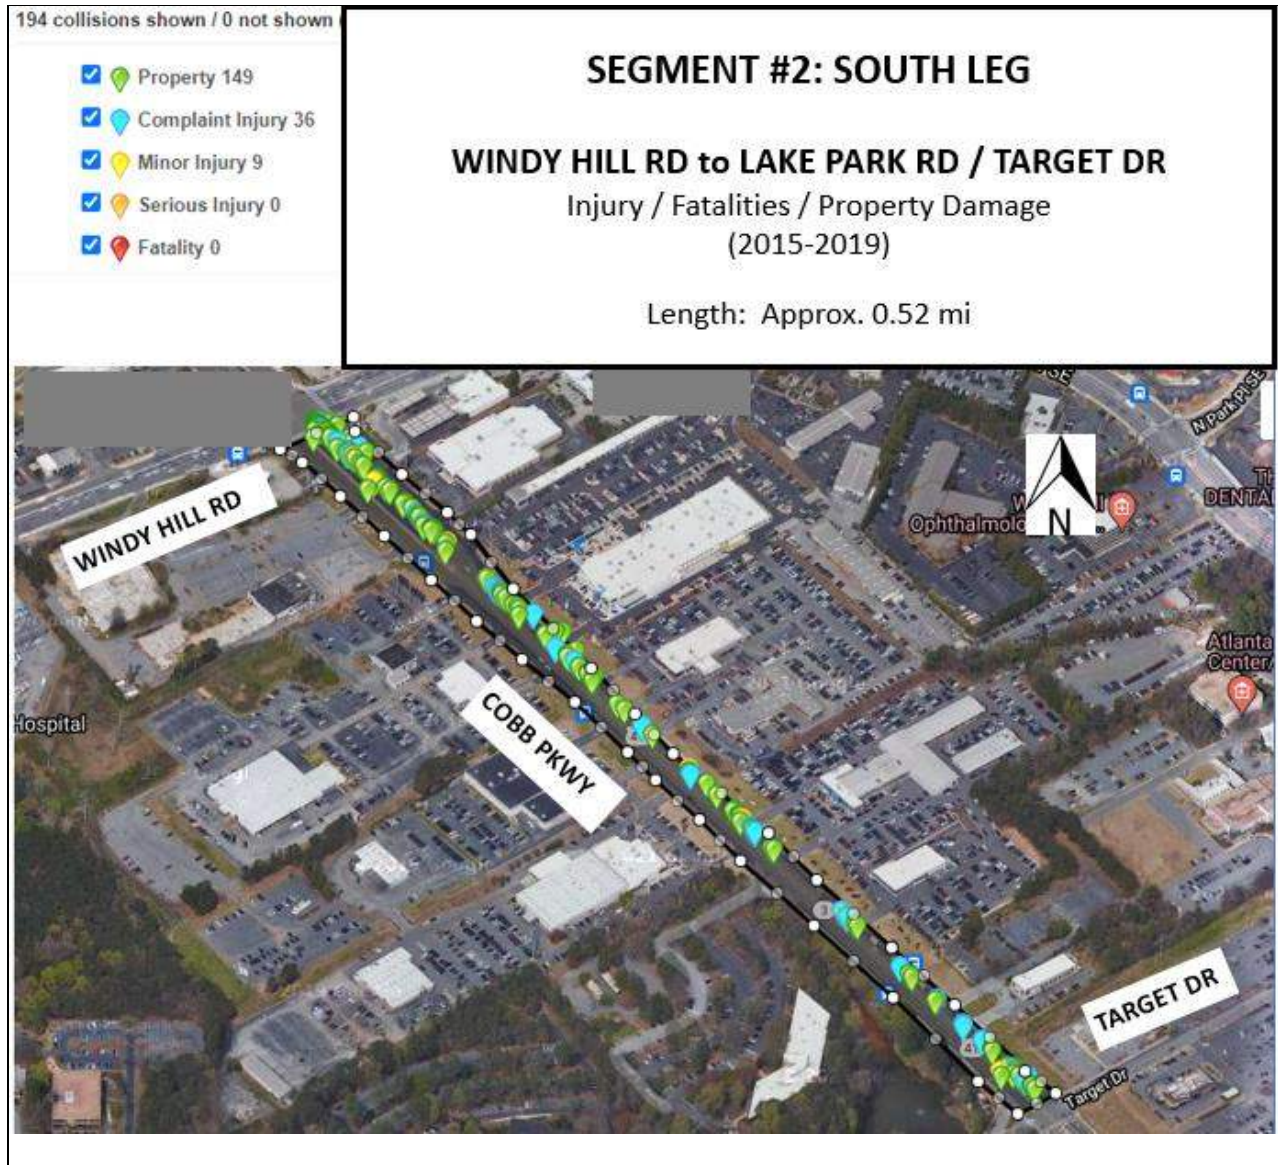 194 collisions shown / 0 not shown
Property 149
Complaint Injury 36
Minor Injury 9
Serious Injury 0
Fatality 0
SEGMENT #2: SOUTH LEG
WINDY HILL RD to LAKE PARK RD / TARGET DR
Injury / Fatalities / Property Damage
(2015-2019)
Length: Approx. 0.52 mi
N Park Pl SE
DENTAL
Ophthalmolo
N
WINDY HILL RD
Atlanta
Center
Hospital
COBB PKWY
TARGET DR
4
Target Dr